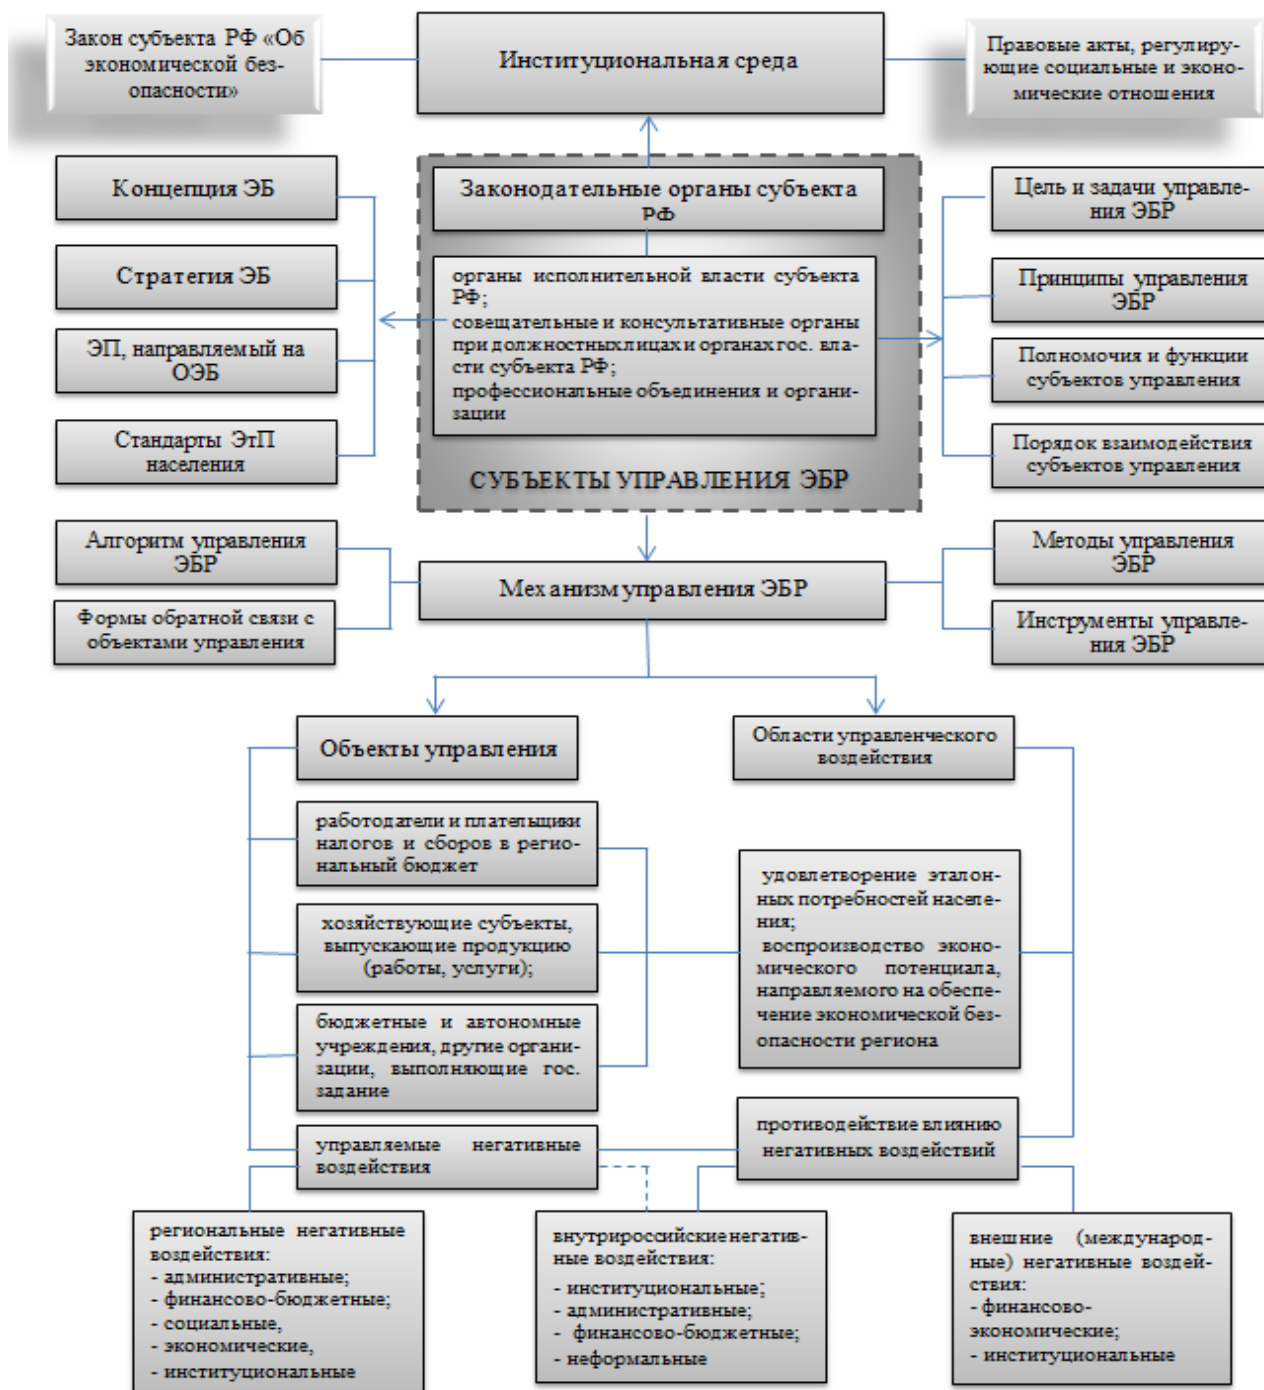 Закон субъекта РФ «Об
экономической без-
опасности»
Институциональная среда
Правовые акты, регулиру-
ющие социальные и эконо-
мические отношения
Концепция ЭБ
Стратегия ЭБ
ЭП, направляемый на
ОЭБ
Стандарты ЭтП
населения
Законодательные органы субъекта
РФ
органы исполнительной власти субъекта
РФ;
совещательные и консультативные органы
при должностных лицах и органах гос. вла-
сти субъекта РФ;
профессиональные объединения и органи-
зации
СУБЪЕКТЫ УПРАВЛЕНИЯ ЭБР
Цель и задачи управле-
ния ЭБР
Принципы управления
ЭБР
Полномочия и функции
субъектов управления
Порядок взаимодействия
субъектов управления
Алгоритм управления
ЭБР
Формы обратной связи с
объектами управления
Механизм управления ЭБР
Методы управления
ЭБР
Инструменты управле-
ния ЭБР
Объекты управления
Области управленческого
воздействия
работодатели и плательщики
налогов и сборов в регио-
нальный бюджет
хозяйствующие субъекты,
выпускающие продукцию
(работы, услуги);
бюджетные и автономные
учреждения, другие органи-
зации, выполняющие гос.
задание
управляемые негативные
воздействия
удовлетворение эталон-
ных потребностей населе-
ния;
воспроизводство эконо-
мического потенциала,
направляемого на обеспе-
чение экономической без-
опасности региона
противодействие влиянию
негативных воздействий
региональные негативные
воздействия:
- административные;
- финансово-бюджетные;
- социальные,
- экономические,
- институциональные
внутрироссийские негатив-
ные воздействия:
- институциональные;
- административные;
- финансово-бюджетные;
- неформальные
внешние (международ-
ные) негативные воздей-
ствия:
- финансово-
экономические;
- институциональные